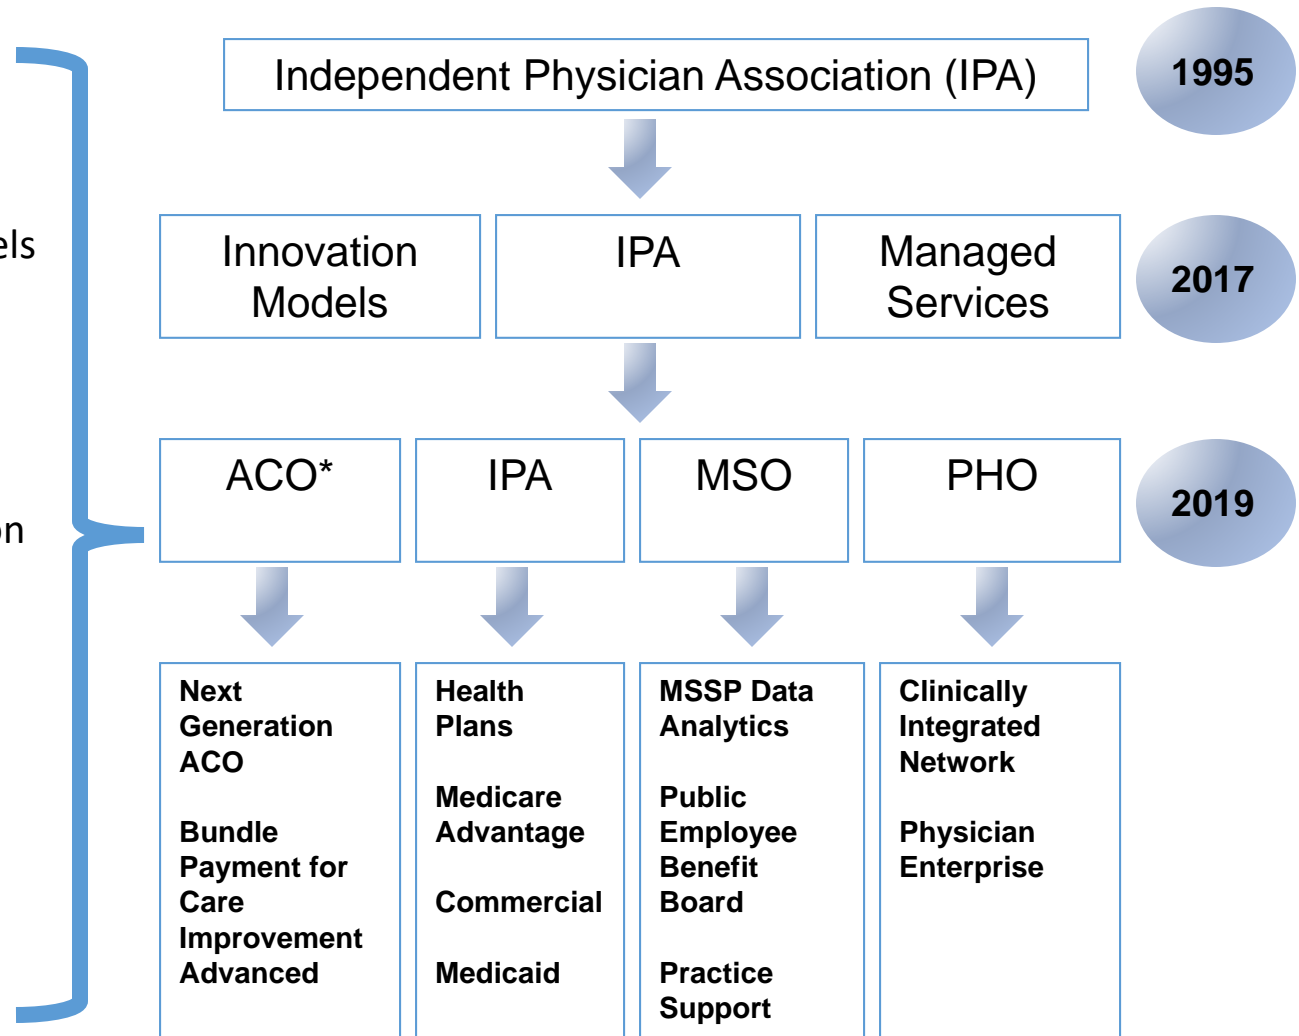 Independent Physician Association (IPA)
1995
els
Innovation
Models
IPA
Managed
Services
2017
on
ACO*
IPA
MSO
PHO
2019
Next
Generation
ACO
Bundle
Payment for
Care
Improvement
Advanced
Health
Plans
Medicare
Advantage
Commercial
Medicaid
MSSP Data
Analytics
Public
Employee
Benefit
Board
Practice
Support
Clinically
Integrated
Network
Physician
Enterprise